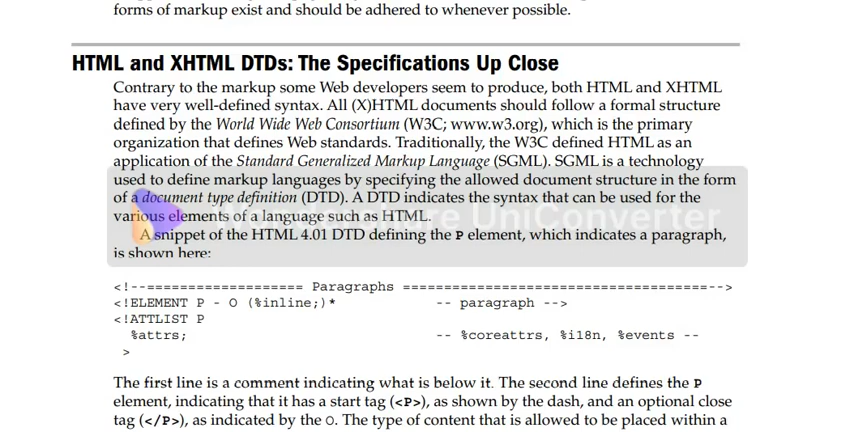 forms of markup exist and should be adhered to whenever possible.
HTML and XHTML DTDs: The Specifications Up Close
Contrary to the markup some Web developers seem to produce, both HTML and XHTML
have very well-defined syntax. All (X)HTML documents should follow a formal structure
defined by the World Wide Web Consortium (W3C; www.w3.org), which is the primary
organization that defines Web standards. Traditionally, the W3C defined HTML as an
application of the Standard Generalized Markup Language (SGML). SGML is a technology
used to define markup languages by specifying the allowed document structure in the form
of a document type definition (DTD). A DTD indicates the syntax that can be used for the
various elements of a language such as HTML.
Wondershare UniConverter
A snippet of the HTML 4.01 DTD defining the P element, which indicates a paragraph,
is shown here:
<!--=================== Paragraphs =====================================-->
<!ELEMENT P - O (%inline;)* -- paragraph -->
<!ATTLIST P
%attrs; -- %coreattrs, %i18n, %events --
>
The first line is a comment indicating what is below it. The second line defines the P
element, indicating that it has a start tag (<P>), as shown by the dash, and an optional close
tag (</P>), as indicated by the O. The type of content that is allowed to be placed within a